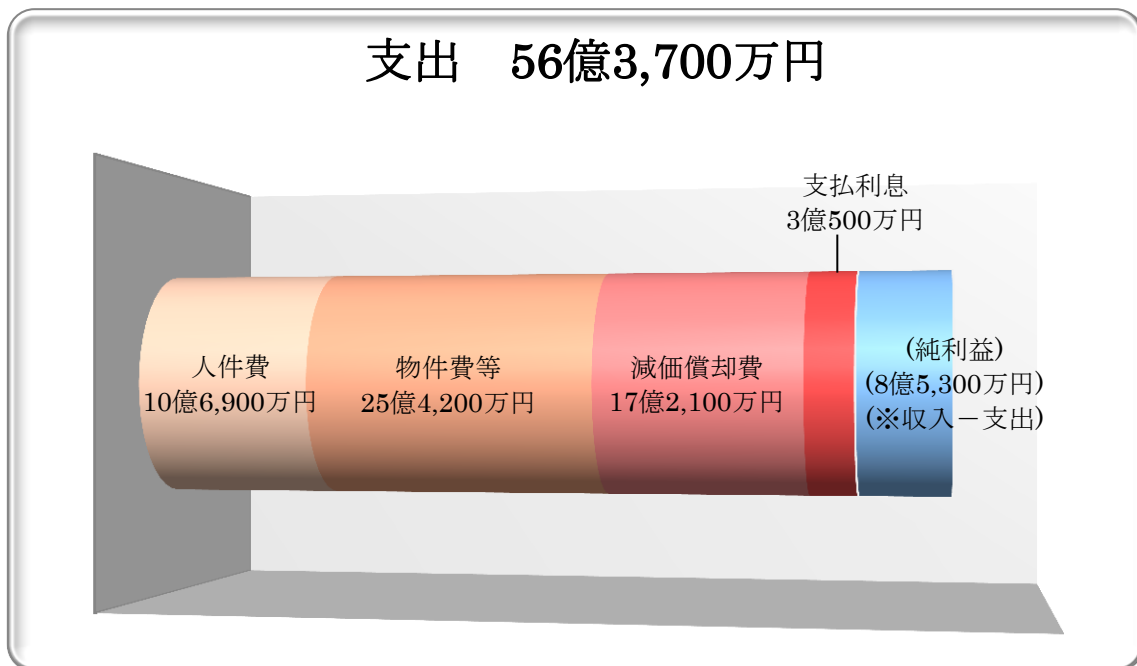 支出　56億3,700万円
支払利息
3億500万円
人件費
10億6,900万円
物件費等
25億4,200万円
減価償却費
17億2,100万円
(純利益)
(8億5,300万円)
(※収入－支出)